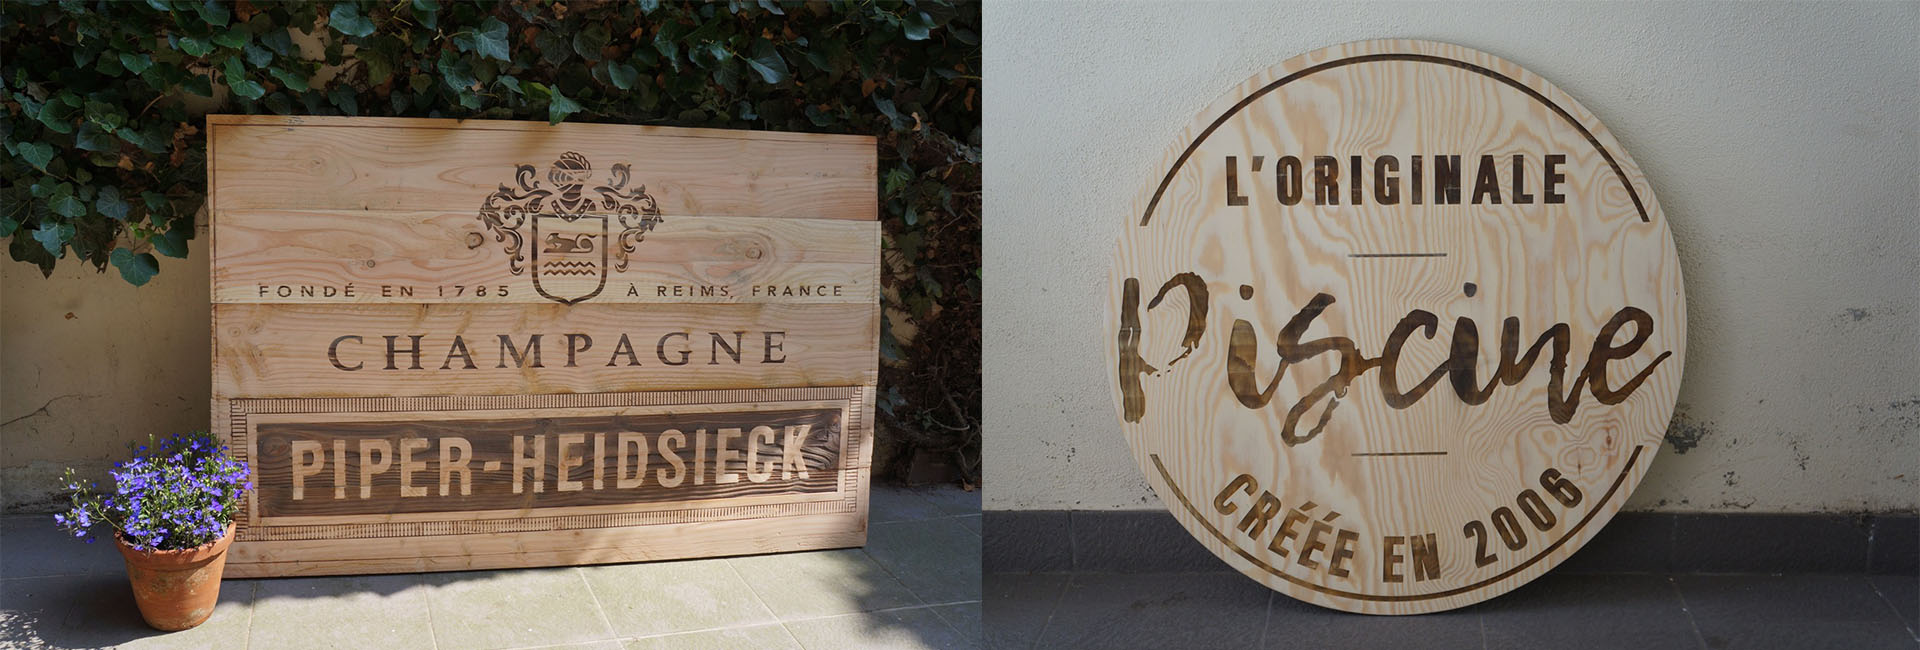 FONDÉ EN 1785 À REIMS, FRANCE
CHAMPAGNE
PIPER-HEIDSIECK
L'ORIGINALE
Piscine
CRÉÉE EN 2006